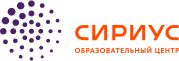 СИРИУС
ОБРАЗОВАТЕЛЬНЫЙ ЦЕНТР